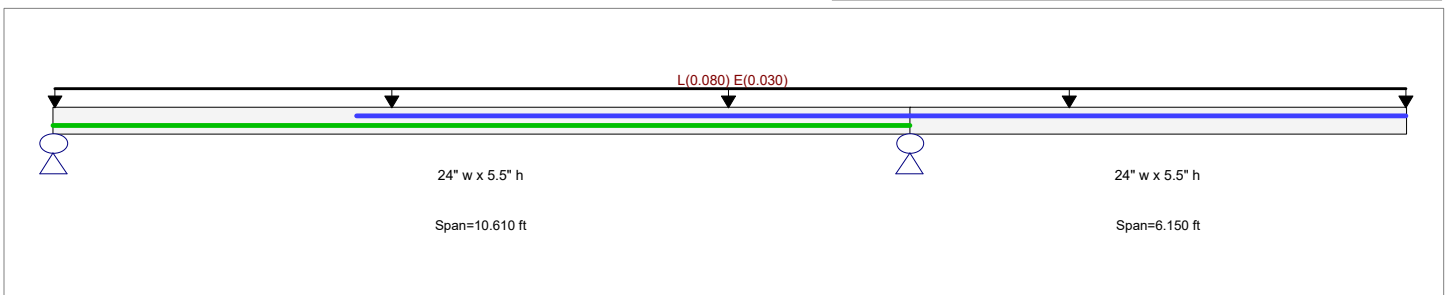 L(0.080) E(0.030)
24" w x 5.5" h
24" w x 5.5" h
Span=10.610 ft
Span=6.150 ft